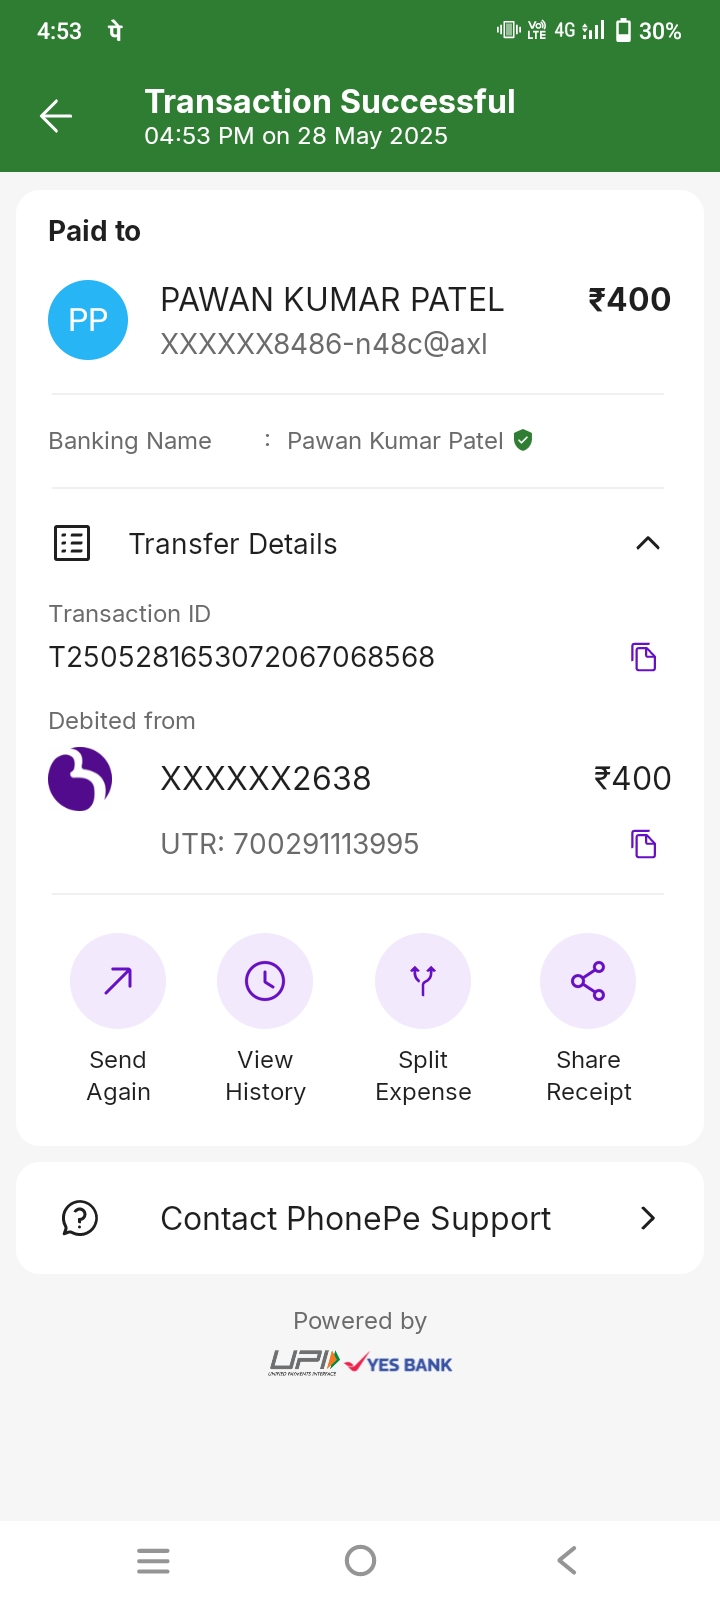 4:53 पे VoD LTE 4G 30%
Transaction Successful
04:53 PM on 28 May 2025
Paid to
PP PAWAN KUMAR PATEL ₹400
XXXXXX8486-n48c@axl
Banking Name : Pawan Kumar Patel
Transfer Details
Transaction ID
T2505281653072067068568
Debited from
XXXXXX2638 ₹400
UTR: 700291113995
Send Again
View History
Split Expense
Share Receipt
Contact PhonePe Support
Powered by
UPI YES BANK
UNIFIED PAYMENTS INTERFACE